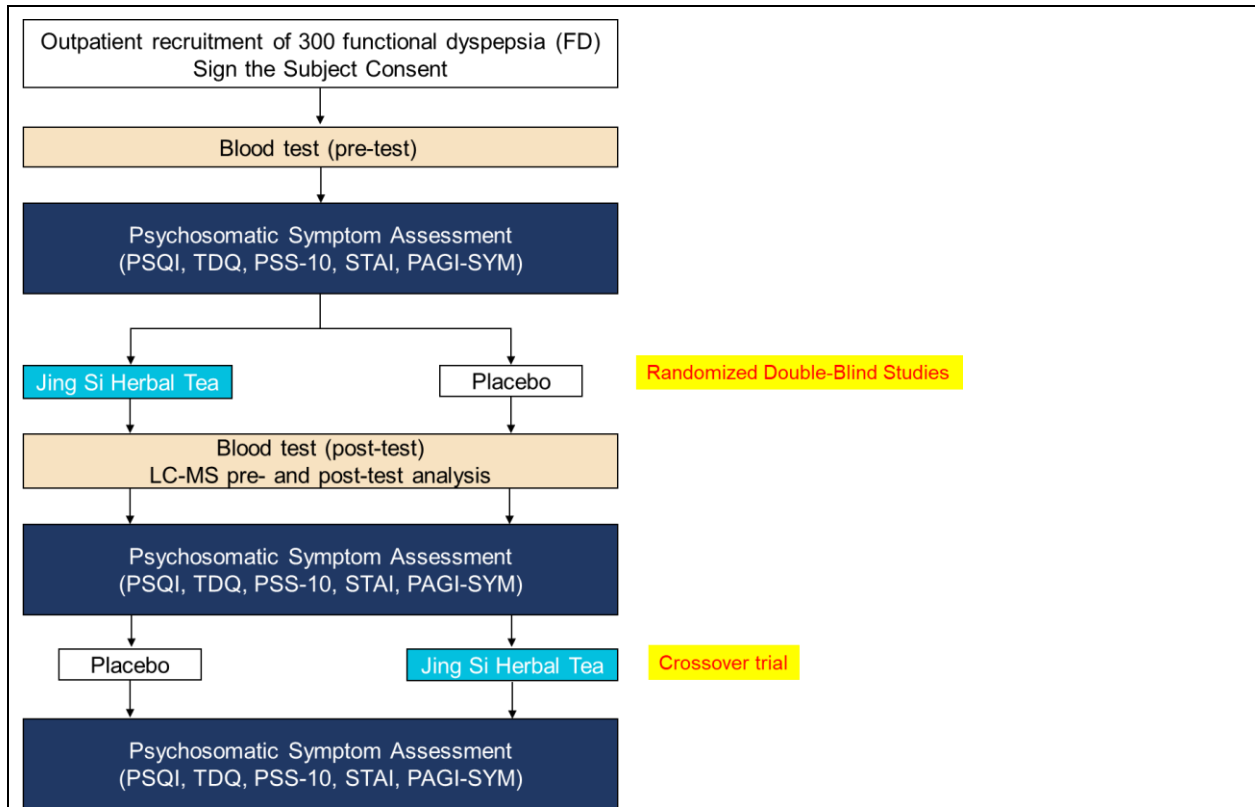 Outpatient recruitment of 300 functional dyspepsia (FD)
Sign the Subject Consent
Blood test (pre-test)
Psychosomatic Symptom Assessment
(PSQI, TDQ, PSS-10, STAI, PAGI-SYM)
Jing Si Herbal Tea
Placebo
Randomized Double-Blind Studies
Blood test (post-test)
LC-MS pre- and post-test analysis
Psychosomatic Symptom Assessment
(PSQI, TDQ, PSS-10, STAI, PAGI-SYM)
Placebo
Jing Si Herbal Tea
Crossover trial
Psychosomatic Symptom Assessment
(PSQI, TDQ, PSS-10, STAI, PAGI-SYM)